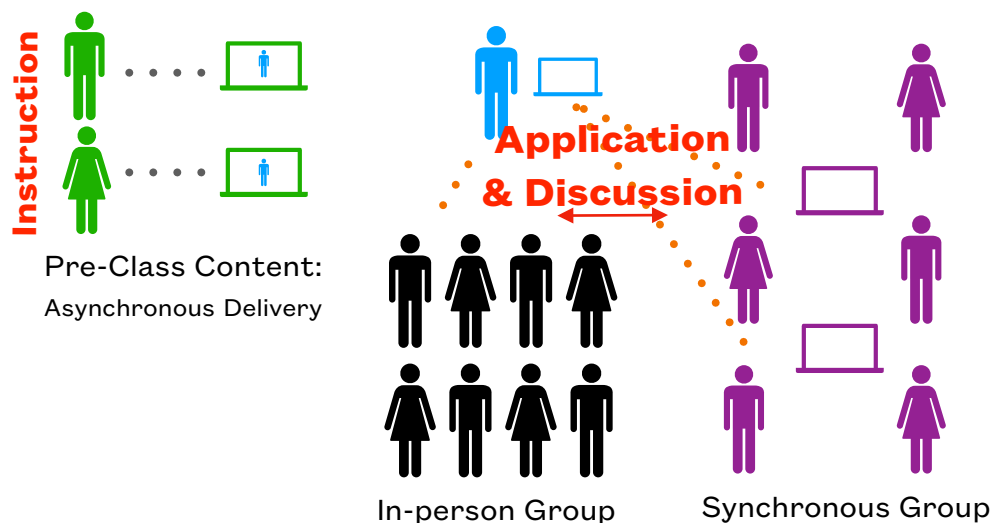 Instruction
Pre-Class Content:
Asynchronous Delivery
Application
& Discussion
In-person Group
Synchronous Group